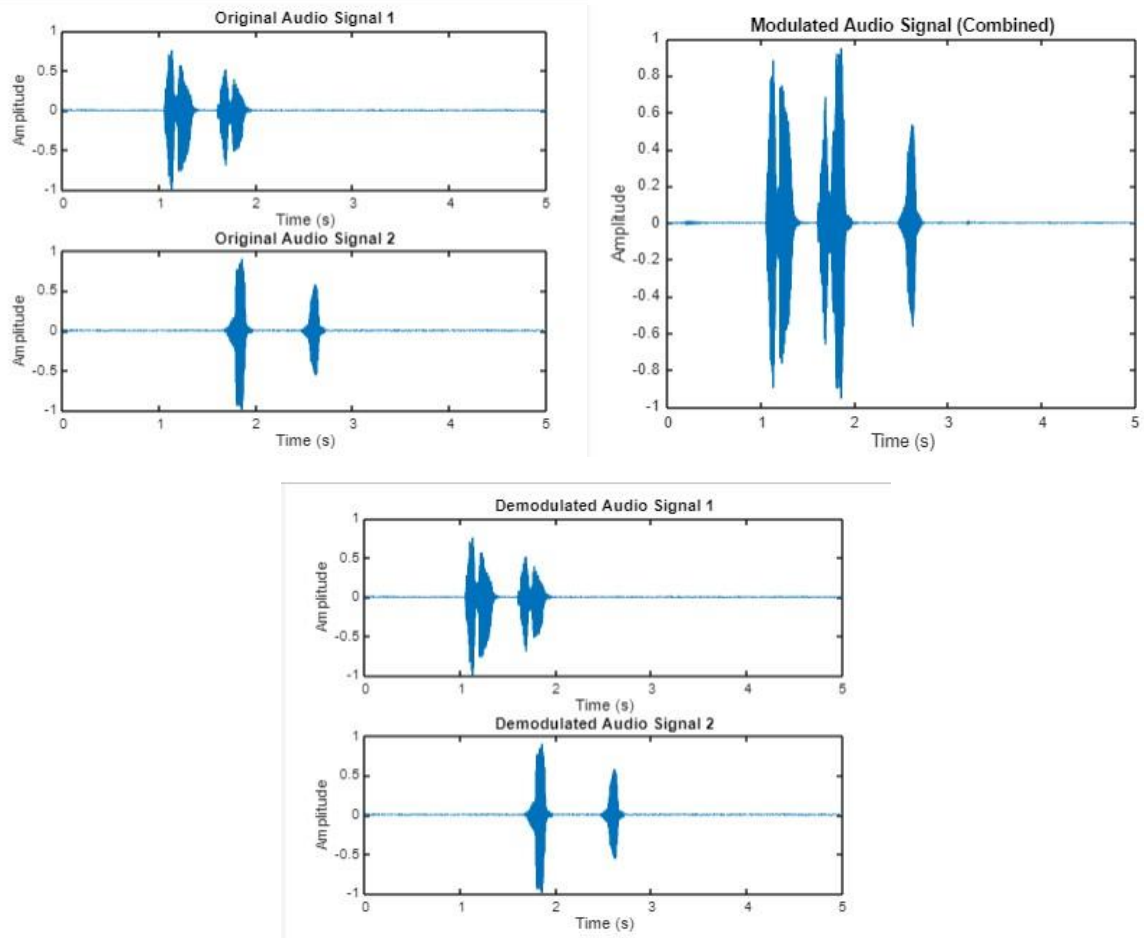 Original Audio Signal 1
1
0.5
0
-0.5
-1
Amplitude
0 1 2 3 4 5
Time (s)
Original Audio Signal 2
1
0.5
0
-0.5
-1
Amplitude
0 1 2 3 4 5
Time (s)
Modulated Audio Signal (Combined)
1
0.8
0.6
0.4
0.2
0
-0.2
-0.4
-0.6
-0.8
-1
Amplitude
0 1 2 3 4 5
Time (s)
Demodulated Audio Signal 1
1
0.5
0
-0.5
-1
Amplitude
0 1 2 3 4 5
Time (s)
Demodulated Audio Signal 2
1
0.5
0
-0.5
-1
Amplitude
0 1 2 3 4 5
Time (s)